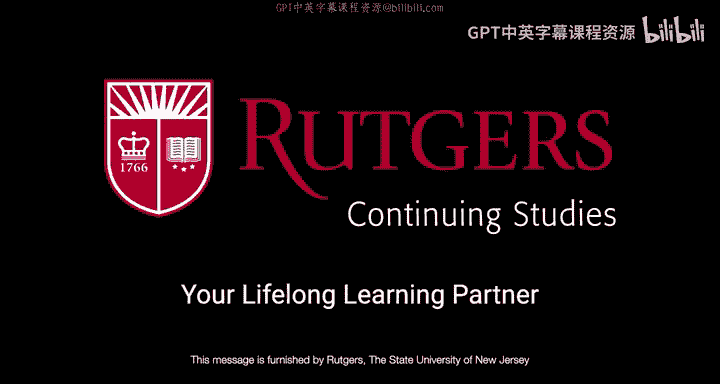 GPT中英字幕课程资源@bilibili.com
GPT中英字幕课程资源 bilibili
1766
RUTGERS
Continuing Studies
Your Lifelong Learning Partner
This message is furnished by Rutgers, The State University of New Jersey